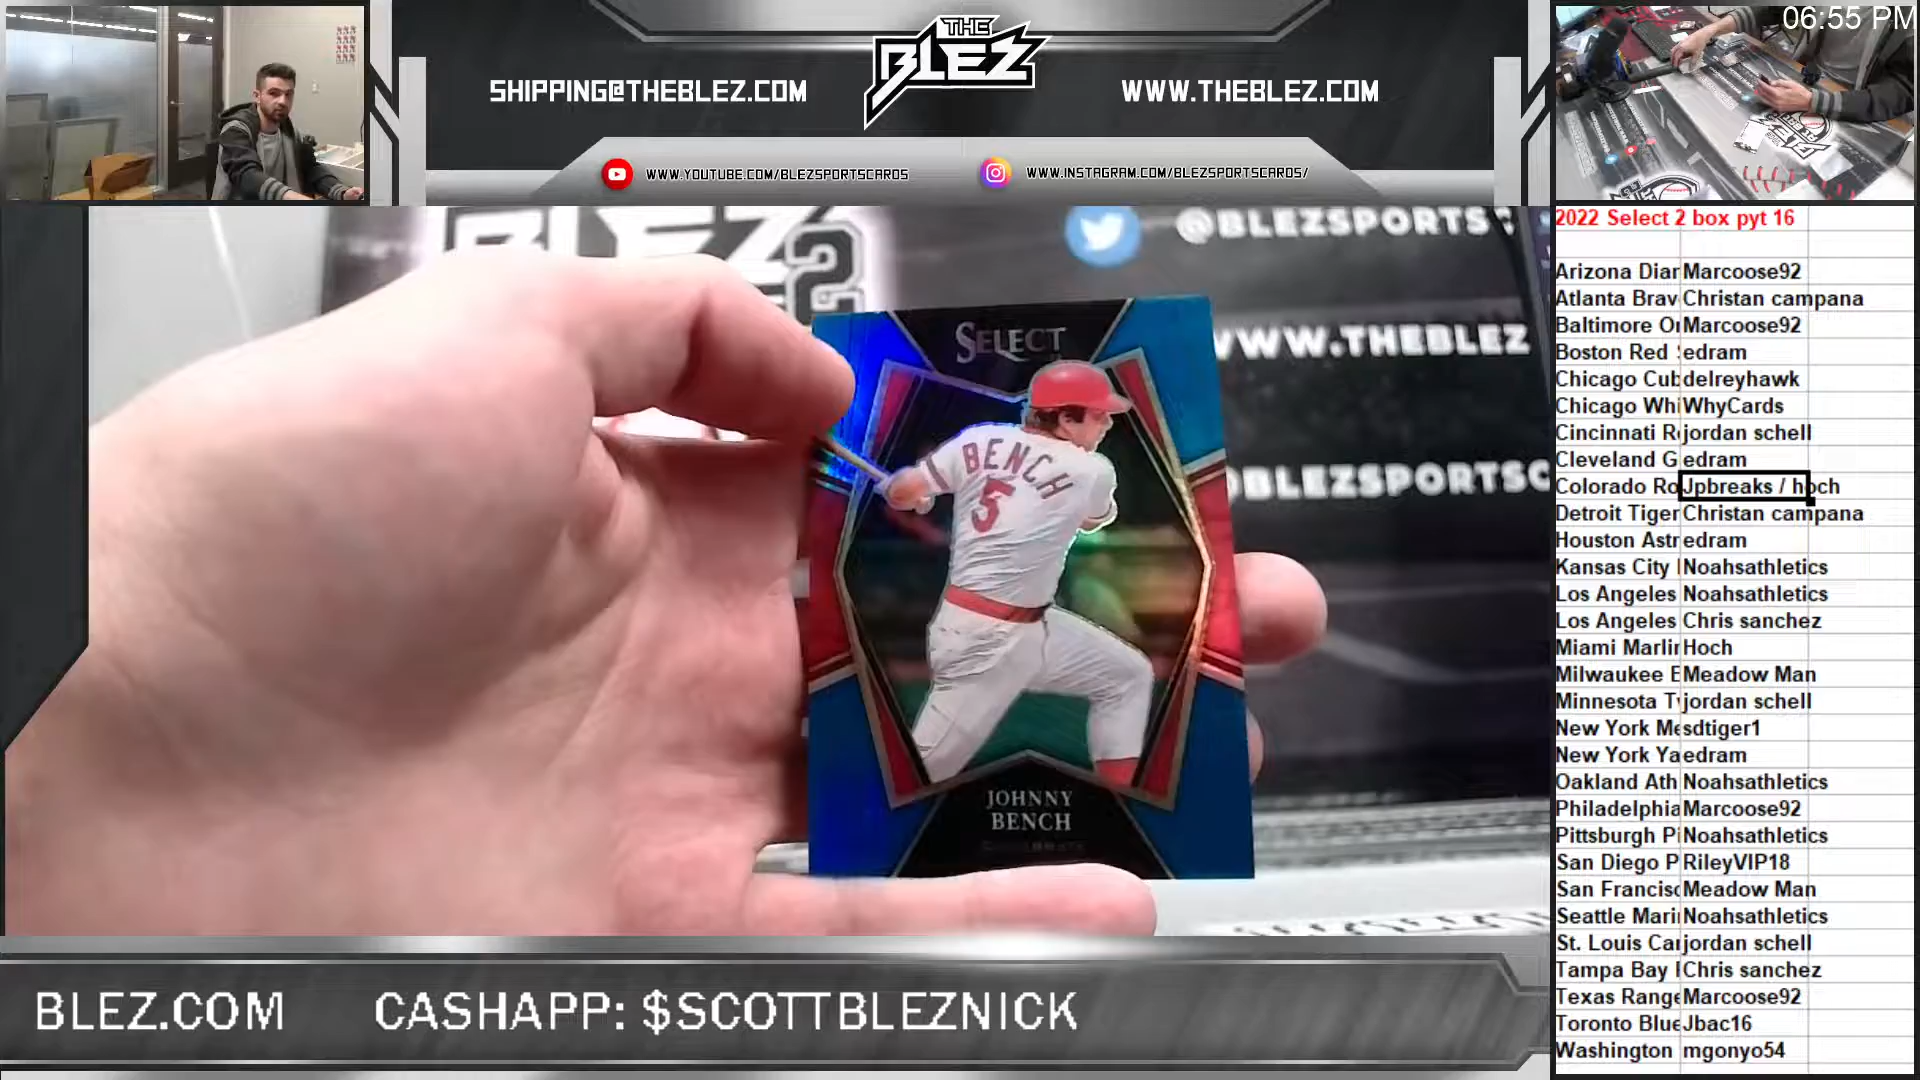 06:55 PM
THE
BLEZ
SHIPPING@THEBLEZ.COM
WWW.THEBLEZ.COM
WWW.YOUTUBE.COM/BLEZSPORTSCARDS
WWW.INSTAGRAM.COM/BLEZSPORTSCARDS/
@BLEZSPORTS
WWW.THEBLEZ
BLEZSPORTSC
SELECT
BENCH
5
JOHNNY
BENCH
2022 Select 2 box pyt 16
Arizona Diar Marcoose92
Atlanta Brav Christan campana
Baltimore Or Marcoose92
Boston Red edram
Chicago Cub delreyhawk
Chicago Whi WhyCards
Cincinnati Re jordan schell
Cleveland G edram
Colorado Ro Jpbreaks / hoch
Detroit Tiger Christan campana
Houston Astr edram
Kansas City Noahsathletics
Los Angeles Noahsathletics
Los Angeles Chris sanchez
Miami Marlin Hoch
Milwaukee B Meadow Man
Minnesota Tw jordan schell
New York Me sdtiger1
New York Ya edram
Oakland Ath Noahsathletics
Philadelphia Marcoose92
Pittsburgh Pi Noahsathletics
San Diego P RileyVIP18
San Francisc Meadow Man
Seattle Mari Noahsathletics
St. Louis Car jordan schell
Tampa Bay Chris sanchez
Texas Range Marcoose92
Toronto Blue Jbac16
Washington mgonyo54
BLEZ.COM CASHAPP: $SCOTTBLEZNICK